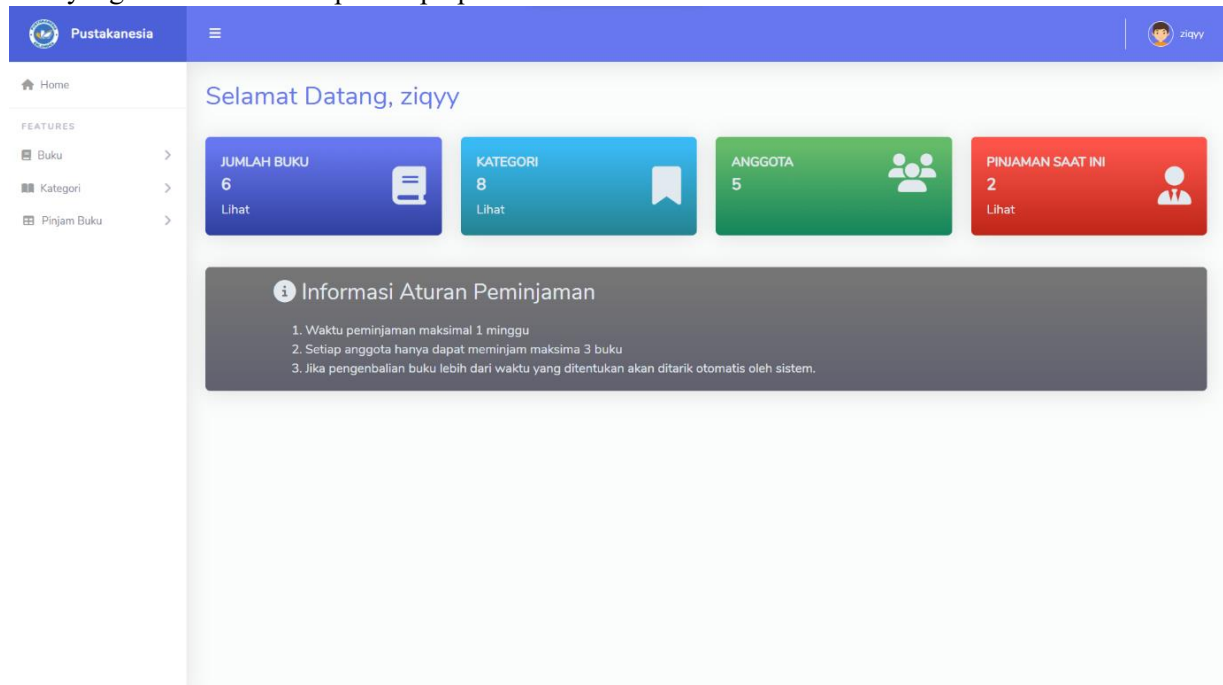 Pustakanesia
ziqyy
Home
FEATURES
Buku
Kategori
Pinjam Buku
Selamat Datang, ziqyy
JUMLAH BUKU
6
Lihat
KATEGORI
8
Lihat
ANGGOTA
5
PINJAMAN SAAT INI
2
Lihat
Informasi Aturan Peminjaman
1. Waktu peminjaman maksimal 1 minggu
2. Setiap anggota hanya dapat meminjam maksima 3 buku
3. Jika pengenbalian buku lebih dari waktu yang ditentukan akan ditarik otomatis oleh sistem.